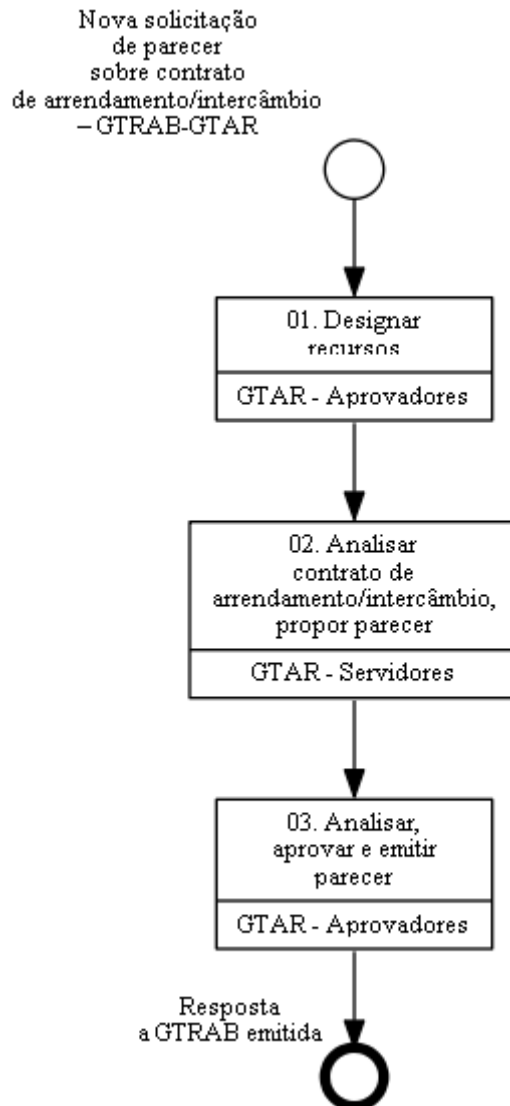 Nova solicitação
de parecer
sobre contrato
de arrendamento/intercâmbio
– GTRAB-GTAR
01. Designar
recursos
GTAR - Aprovadores
02. Analisar
contrato de
arrendamento/intercâmbio,
propor parecer
GTAR - Servidores
03. Analisar,
aprovar e emitir
parecer
GTAR - Aprovadores
Resposta
a GTRAB emitida